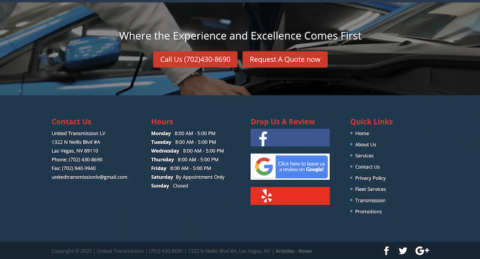 Where the Experience and Excellence Comes First
Call Us (702)430-8690
Request A Quote now
Contact Us
United Transmission LV
1322 N Nellis Blvd #A
Las Vegas, NV 89110
Phone: (702) 430-8690
Fax: (702) 940-9940
unitedtransmissionlv@gmail.com
Hours
Monday 8:00 AM - 5:00 PM
Tuesday 8:00 AM - 5:00 PM
Wednesday 8:00 AM - 5:00 PM
Thursday 8:00 AM - 5:00 PM
Friday 8:00 AM - 5:00 PM
Saturday By Appointment Only
Sunday Closed
Drop Us A Review
Click here to leave us
a review on Google!
Quick Links
Home
About Us
Services
Contact Us
Privacy Policy
Fleet Services
Transmission
Promotions
Copyright © 2020 | United Transmission | (702)-430-8690 | 1322 N Nellis Blvd #A, Las Vegas, NV | Articles - News